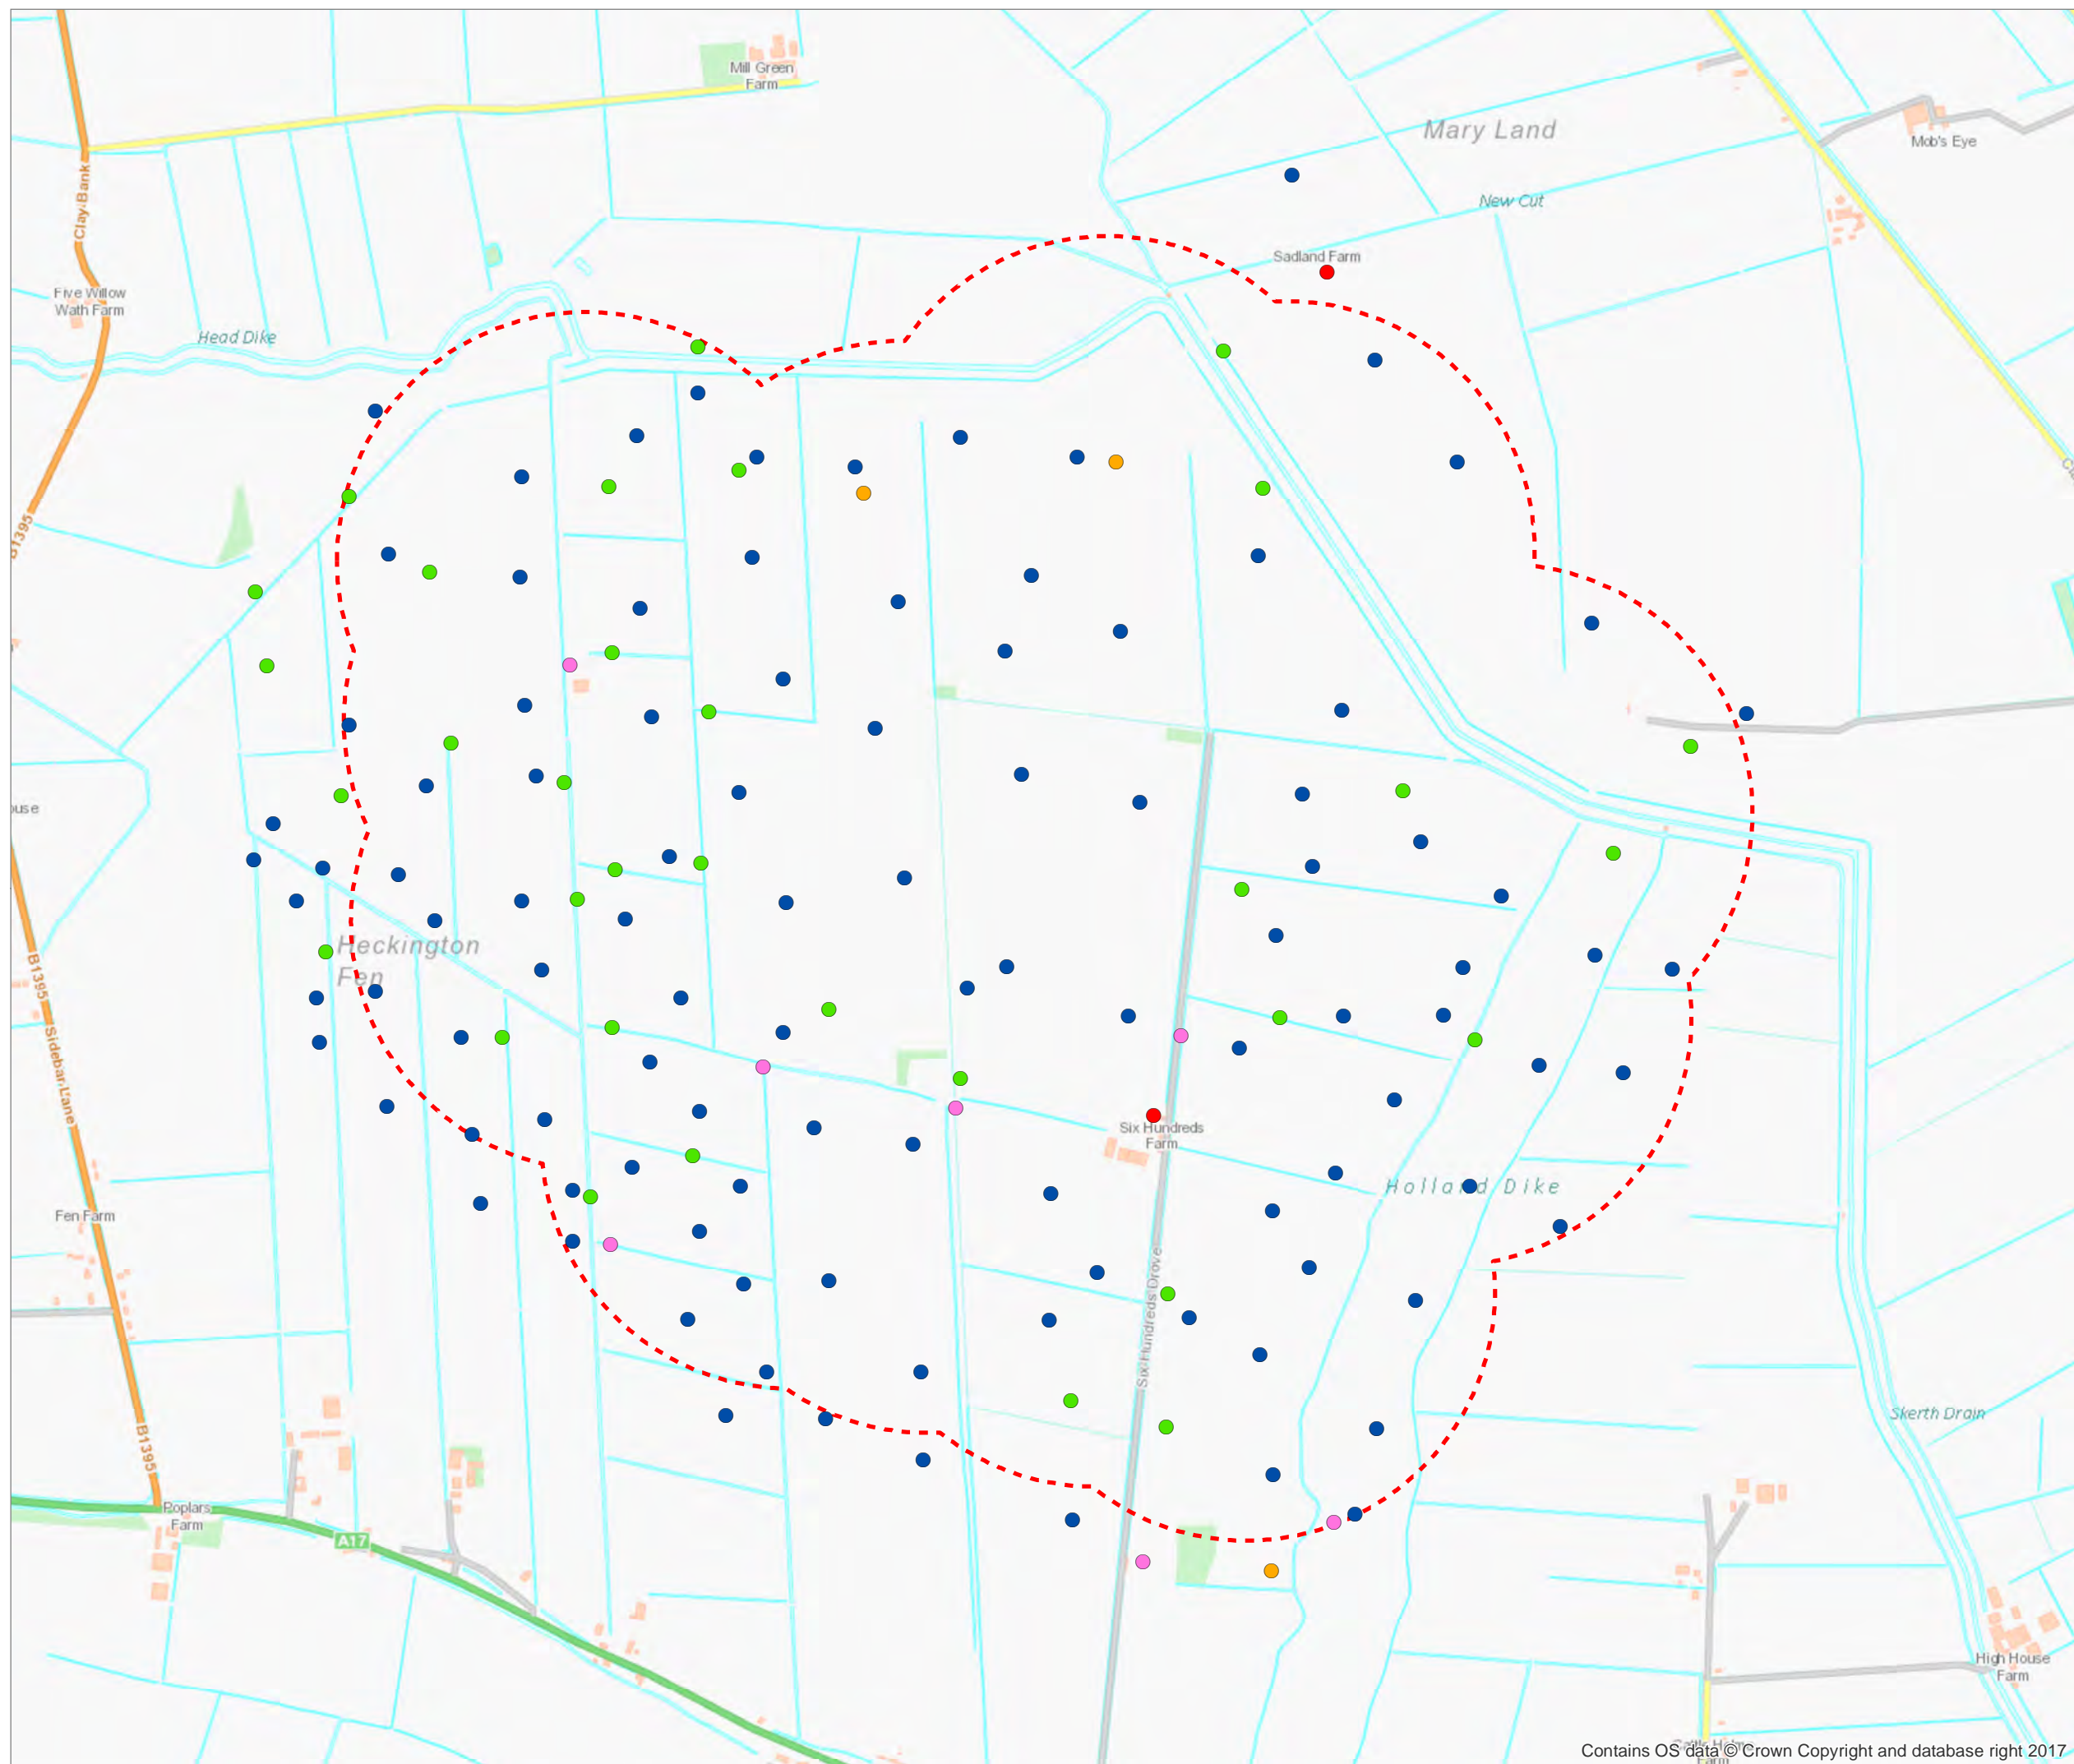 Mill Green
Farm
Mary Land
Mob's Eye
Clay Bank
New Cut
Sadland Farm
Five Willow
Wath Farm
Head Dike
B1395
Heckington
Fen
B1395
Sidebar Lane
Six Hundreds
Farm
Holland Dike
Fen Farm
Six Hundreds Drove
Skerth Drain
B1395
Poplars
Farm
A17
High House
Farm
Farm
Contains OS data © Crown Copyright and database right 2017